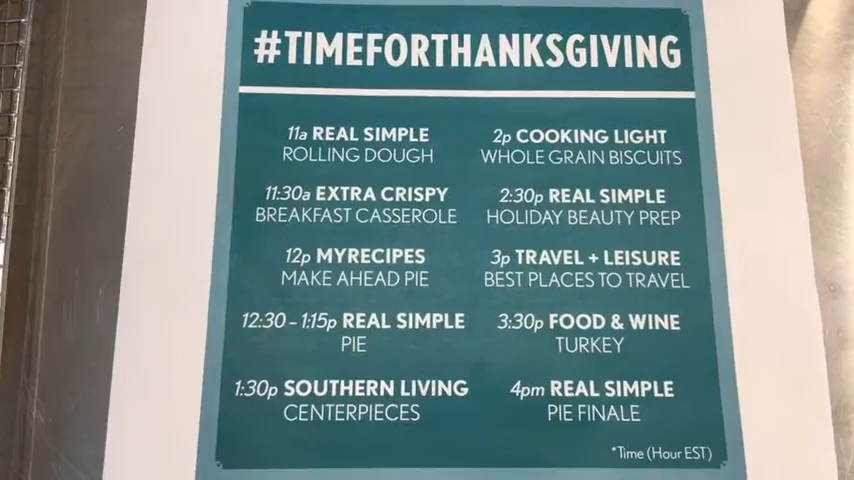 #TIMEFORTHANKSGIVING
11a REAL SIMPLE
ROLLING DOUGH
11:30a EXTRA CRISPY
BREAKFAST CASSEROLE
12p MYRECIPES
MAKE AHEAD PIE
12:30 – 1:15p REAL SIMPLE
PIE
1:30p SOUTHERN LIVING
CENTERPIECES
2p COOKING LIGHT
WHOLE GRAIN BISCUITS
2:30p REAL SIMPLE
HOLIDAY BEAUTY PREP
3p TRAVEL + LEISURE
BEST PLACES TO TRAVEL
3:30p FOOD & WINE
TURKEY
4pm REAL SIMPLE
PIE FINALE
*Time (Hour EST)